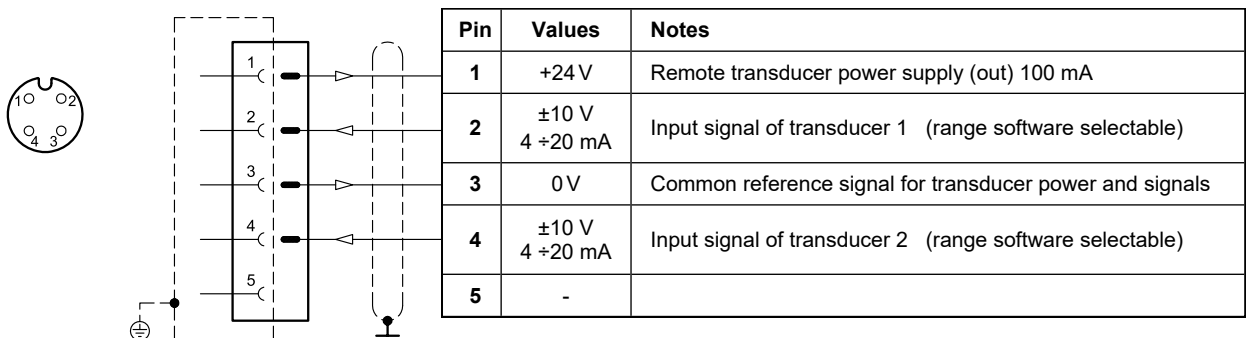 Pin Values Notes
1 +24 V Remote transducer power supply (out) 100 mA
2 ±10 V
4 ÷20 mA Input signal of transducer 1 (range software selectable)
3 0 V Common reference signal for transducer power and signals
4 ±10 V
4 ÷20 mA Input signal of transducer 2 (range software selectable)
5 -
1 2
4 3
1
2
3
4
5